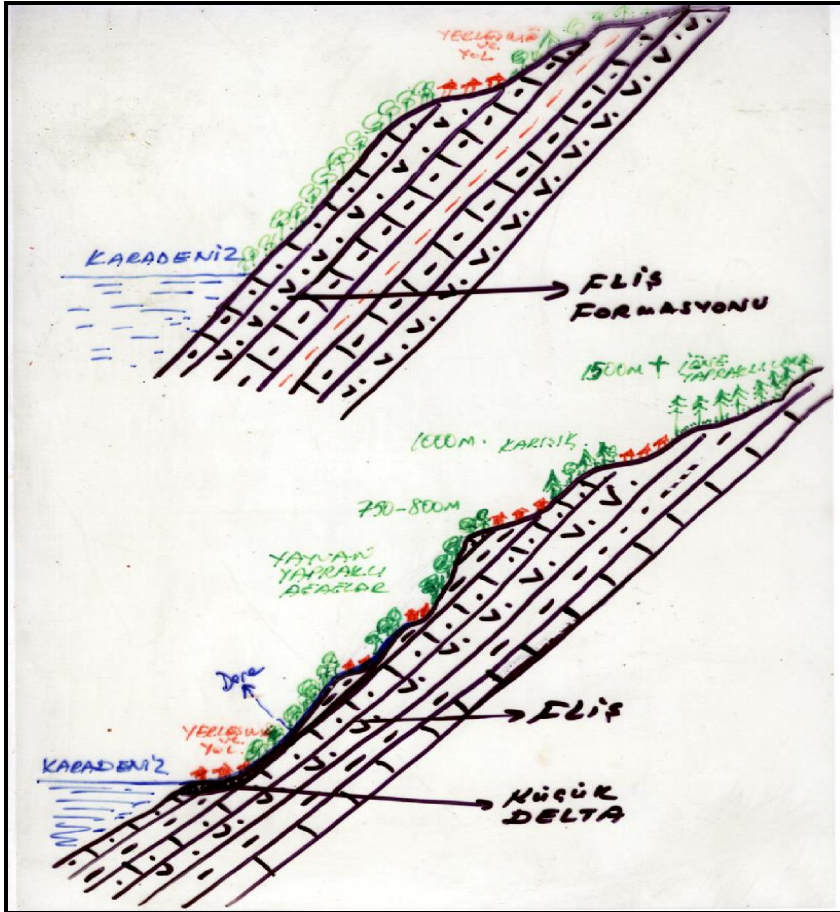 YERLEŞME
VE
YOL
KARADENİZ
FLİŞ
FORMASYONU
1500M + İĞNE
1000M. KARIŞIK
750-800M
YAYVAN
YAPRAKLI
AĞAÇLAR
Dere
FLİŞ
YERLEŞME
VE
YOL.
KARADENİZ
KÜÇÜK
DELTA